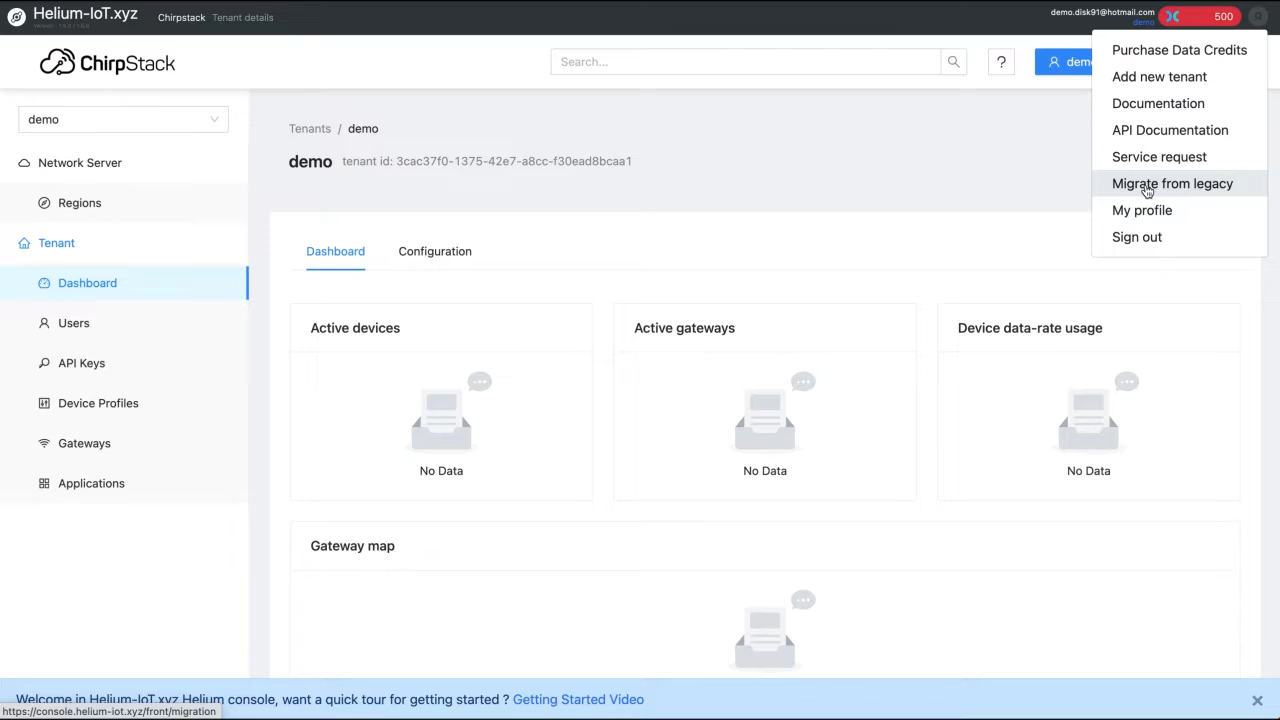 Helium-IoT.xyz
Chirpstack
Tenant details
demo.disk91@hotmail.com
demo
500
ChirpStack
Search...
?
demo
Purchase Data Credits
Add new tenant
Documentation
API Documentation
Service request
Migrate from legacy
My profile
Sign out
demo
Network Server
Regions
Tenant
Dashboard
Users
API Keys
Device Profiles
Gateways
Applications
Tenants / demo
demo tenant id: 3cac37f0-1375-42e7-a8cc-f30ead8bcaa1
Dashboard
Configuration
Active devices
No Data
Active gateways
No Data
Device data-rate usage
No Data
Gateway map
Welcome in Helium-IoT.xyz Helium console, want a quick tour for getting started ? Getting Started Video
https://console.helium-iot.xyz/front/migration